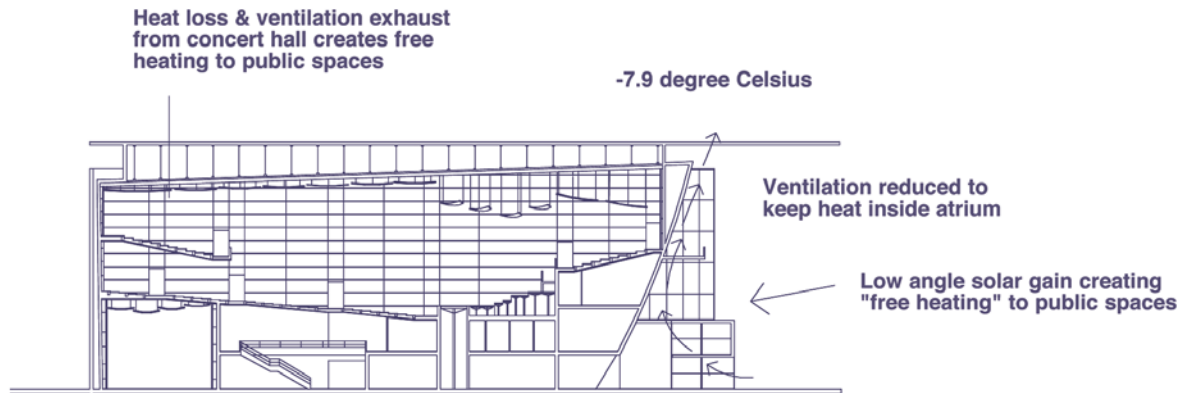 Heat loss & ventilation exhaust
from concert hall creates free
heating to public spaces
-7.9 degree Celsius
Ventilation reduced to
keep heat inside atrium
Low angle solar gain creating
"free heating" to public spaces